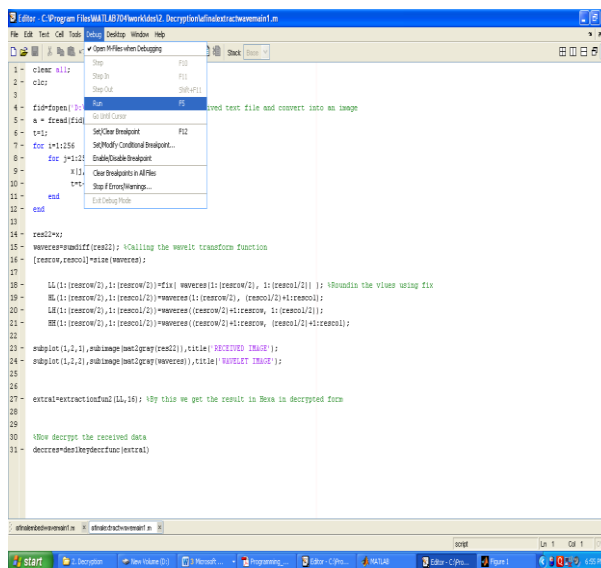 Editor - C:\Program Files\MATLAB704\work\des\2. Decryption\afinalextractwavemain1.m
File Edit Text Cell Tools Debug Desktop Window Help
Stack: Base
Open M-Files when Debugging
Step F10
Step In F11
Step Out Shift+F11
Run F5
Go Until Cursor
Set/Clear Breakpoint F12
Set/Modify Conditional Breakpoint...
Enable/Disable Breakpoint
Clear Breakpoints in All Files
Stop if Errors/Warnings...
Exit Debug Mode
1 - clear all;
2 - clc;
3
4 - fid=fopen('D:\ ived text file and convert into an image
5 - a = fread(fid
6 - t=1;
7 - for i=1:256
8 - for j=1:25
9 - x(j,
10 - t=t
11 - end
12 - end
13
14 - res22=x;
15 - waveres=sumdiff(res22); %Calling the wavelt transform function
16 - [resrow,rescol]=size(waveres);
17
18 - LL(1:(resrow/2),1:(rescol/2))=fix( waveres(1:(resrow/2), 1:(rescol/2)) ); %Roundin the vlues using fix
19 - HL(1:(resrow/2),1:(rescol/2))=waveres(1:(resrow/2), (rescol/2)+1:rescol);
20 - LH(1:(resrow/2),1:(rescol/2))=waveres((resrow/2)+1:resrow, 1:(rescol/2));
21 - HH(1:(resrow/2),1:(rescol/2))=waveres((resrow/2)+1:resrow, (rescol/2)+1:rescol);
22
23 - subplot(1,2,1),subimage(mat2gray(res22)),title('RECEIVED IMAGE');
24 - subplot(1,2,2),subimage(mat2gray(waveres)),title('WAVELET IMAGE');
25
26
27 - extra1=extractionfun2(LL,16); %By this we get the result in Hexa in decrypted form
28
29
30 %Now decrypt the received data
31 - decrres=des1keydecrfunc(extra1)
afinalembedwavemain1.m afinalextractwavemain1.m
script Ln 1 Col 1
start 2. Decryption New Volume (D:) 3 Microsoft ... Programming_... Editor - C:\Pro... MATLAB Editor - C:\Pro... Figure 1 6:55 P